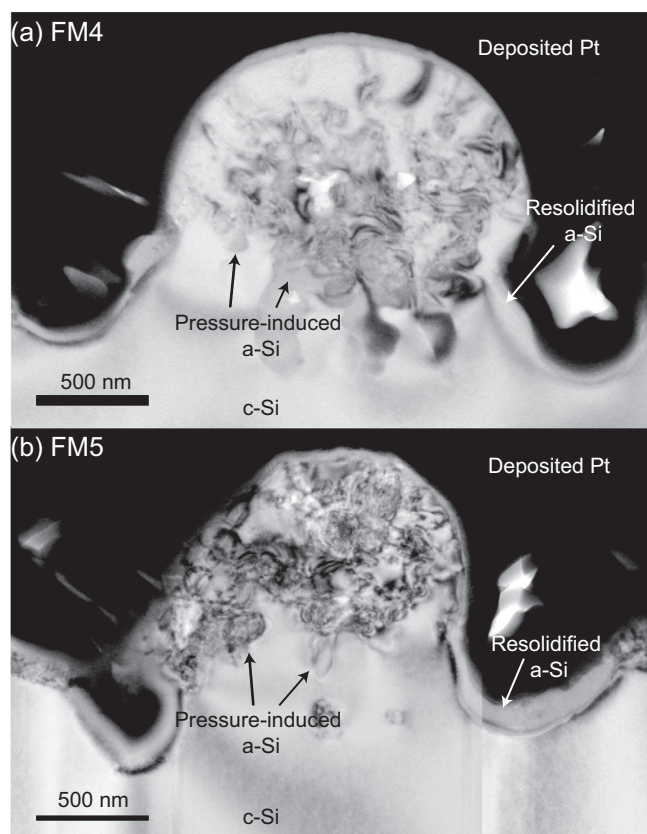 (a) FM4
Deposited Pt
Resolidified
a-Si
Pressure-induced
a-Si
500 nm
c-Si
(b) FM5
Deposited Pt
Resolidified
a-Si
Pressure-induced
a-Si
500 nm
c-Si